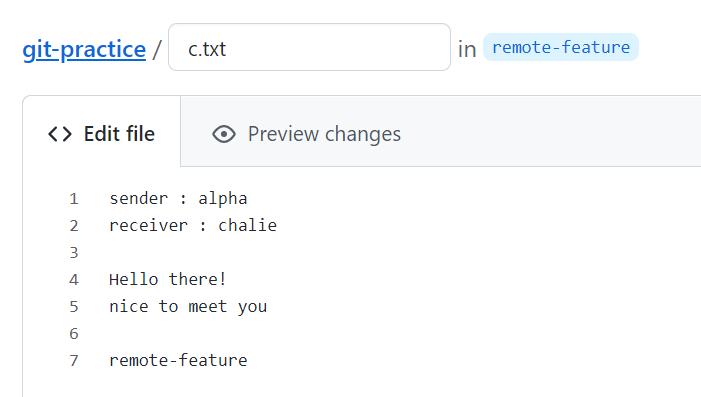 git-practice / c.txt in remote-feature
Edit file Preview changes
1 sender : alpha
2 receiver : chalie
3
4 Hello there!
5 nice to meet you
6
7 remote-feature